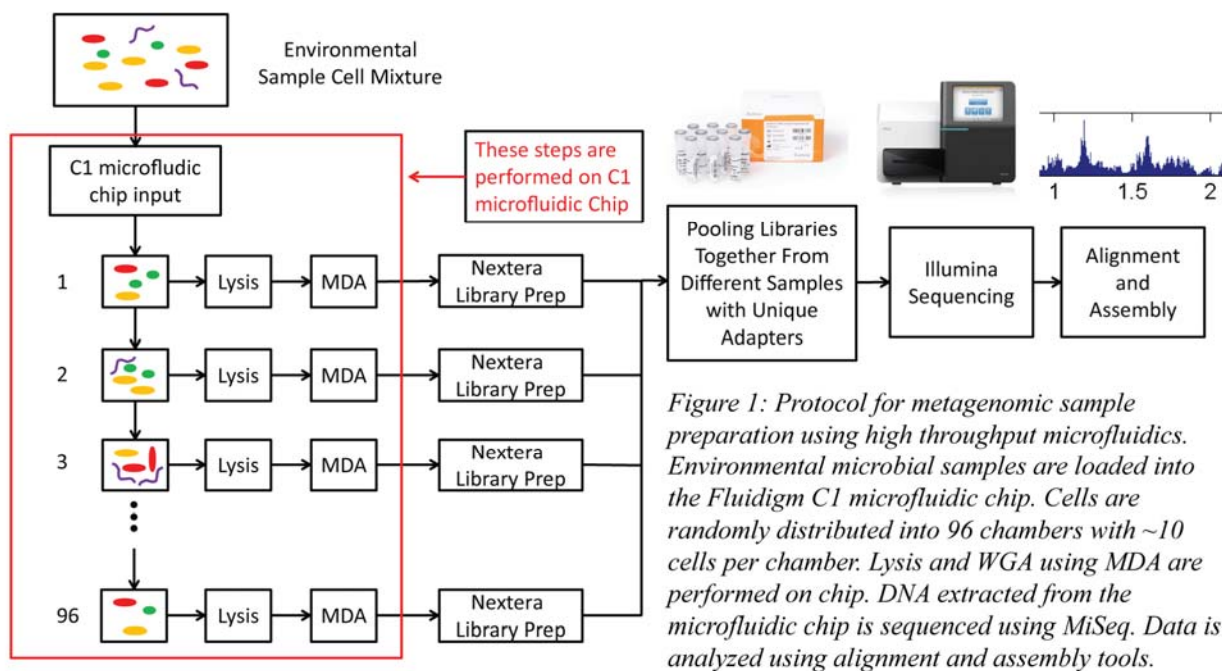 Environmental
Sample Cell Mixture
C1 microfludic
chip input
These steps are
performed on C1
microfluidic Chip
1
Lysis
MDA
Nextera
Library Prep
2
Lysis
MDA
Nextera
Library Prep
3
Lysis
MDA
Nextera
Library Prep
96
Lysis
MDA
Nextera
Library Prep
Pooling Libraries
Together From
Different Samples
with Unique
Adapters
Illumina
Sequencing
1
1.5
2
Alignment
and
Assembly
Figure 1: Protocol for metagenomic sample
preparation using high throughput microfluidics.
Environmental microbial samples are loaded into
the Fluidigm C1 microfluidic chip. Cells are
randomly distributed into 96 chambers with ~10
cells per chamber. Lysis and WGA using MDA are
performed on chip. DNA extracted from the
microfluidic chip is sequenced using MiSeq. Data is
analyzed using alignment and assembly tools.